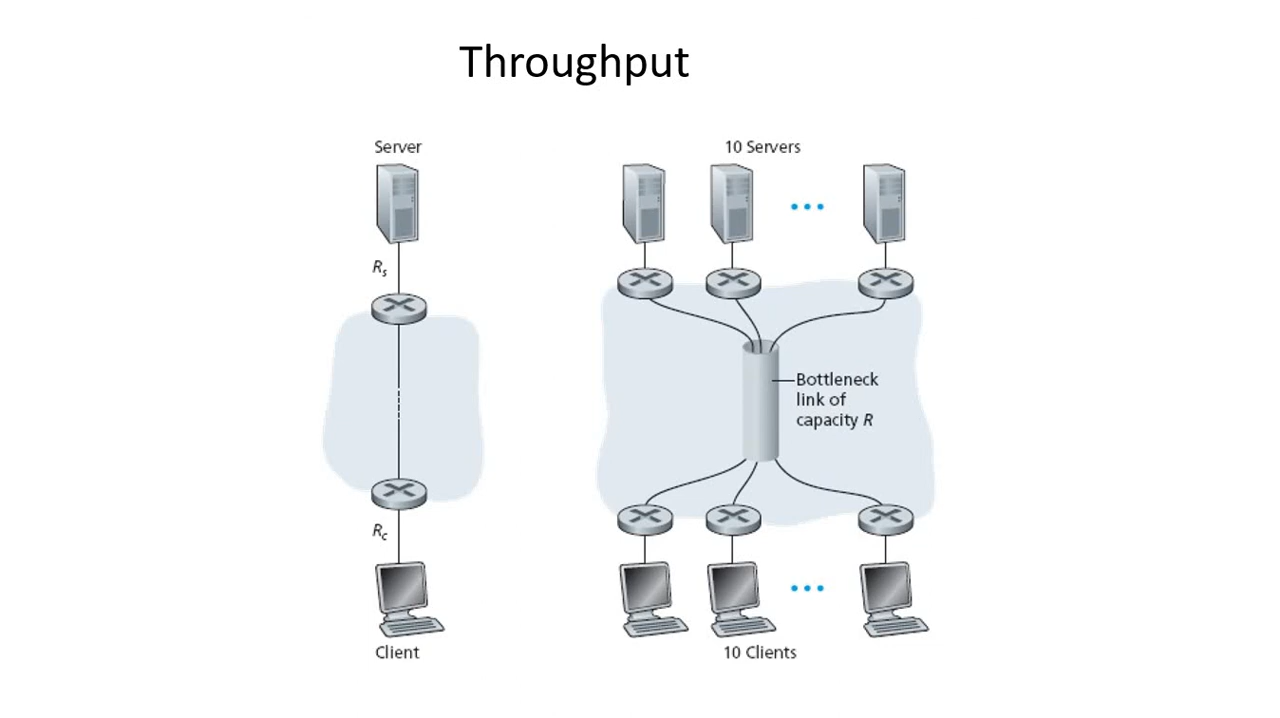 Throughput
Server
R_s
R_c
Client
10 Servers
Bottleneck
link of
capacity R
10 Clients